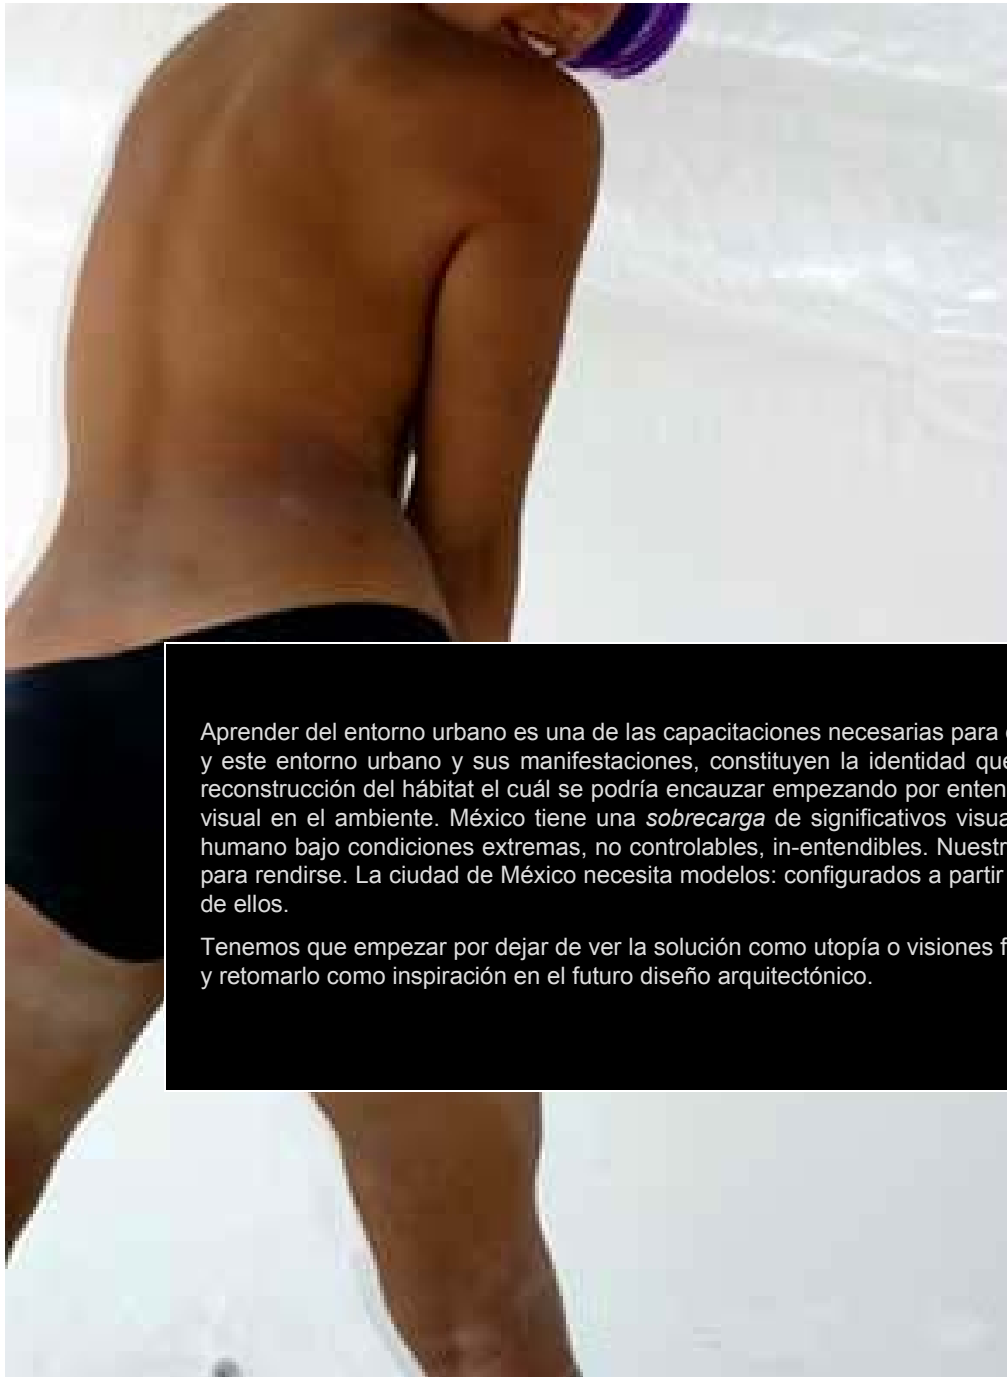 Aprender del entorno urbano es una de las capacitaciones necesarias para
y este entorno urbano y sus manifestaciones, constituyen la identidad que
reconstrucción del hábitat el cuál se podría encauzar empezando por
visual en el ambiente. México tiene una sobrecarga de significativos
humano bajo condiciones extremas, no controlables, in-entendibles.
para rendirse. La ciudad de México necesita modelos: configurados a partir
de ellos.
Tenemos que empezar por dejar de ver la solución como utopía o visiones
y retomarlo como inspiración en el futuro diseño arquitectónico.